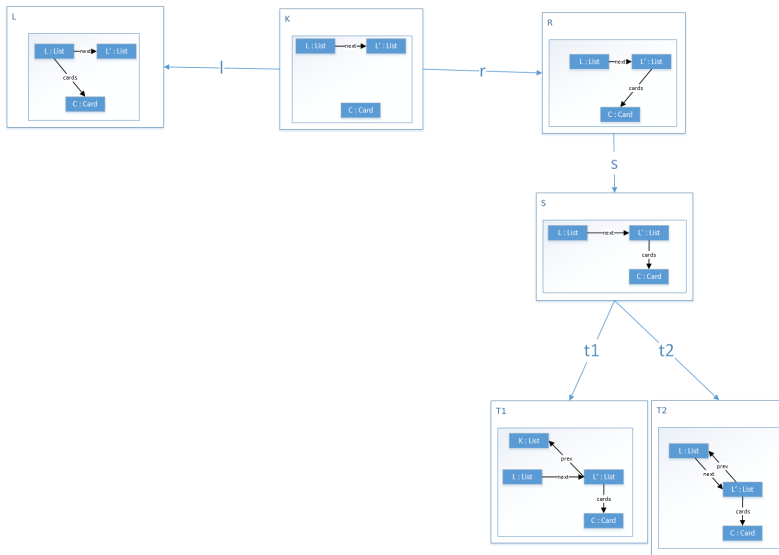 L
L : List
next
L' : List
cards
C : Card
l
K
L : List
next
L' : List
C : Card
r
R
L : List
next
L' : List
cards
C : Card
S
S
L : List
next
L' : List
cards
C : Card
t1
t2
T1
K : List
prev
L : List
next
L' : List
cards
C : Card
T2
L : List
prev
next
L' : List
cards
C : Card